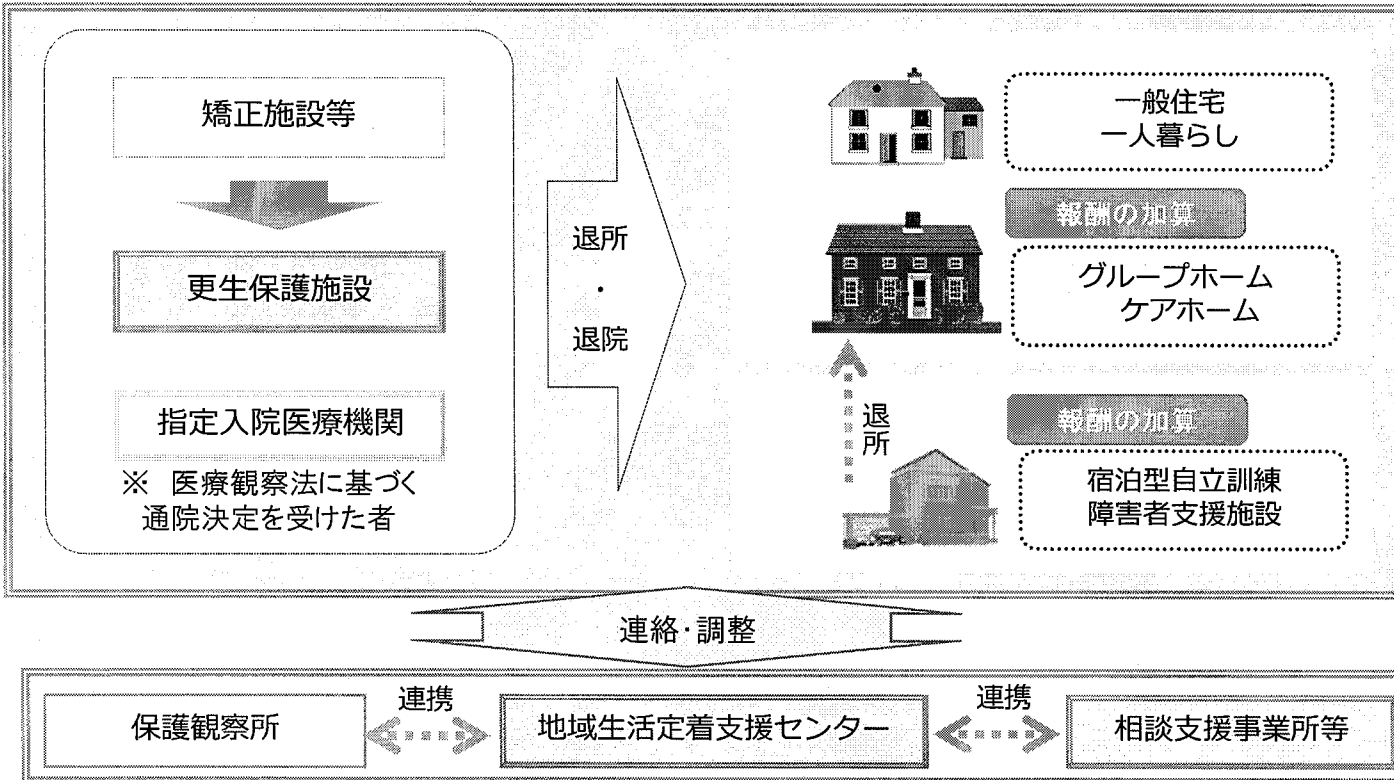 矯正施設等
更生保護施設
指定入院医療機関
※ 医療観察法に基づく
通院決定を受けた者
退所
・
退院
一般住宅
一人暮らし
報酬の加算
グループホーム
ケアホーム
退所
報酬の加算
宿泊型自立訓練
障害者支援施設
連絡・調整
保護観察所
連携
地域生活定着支援センター
連携
相談支援事業所等